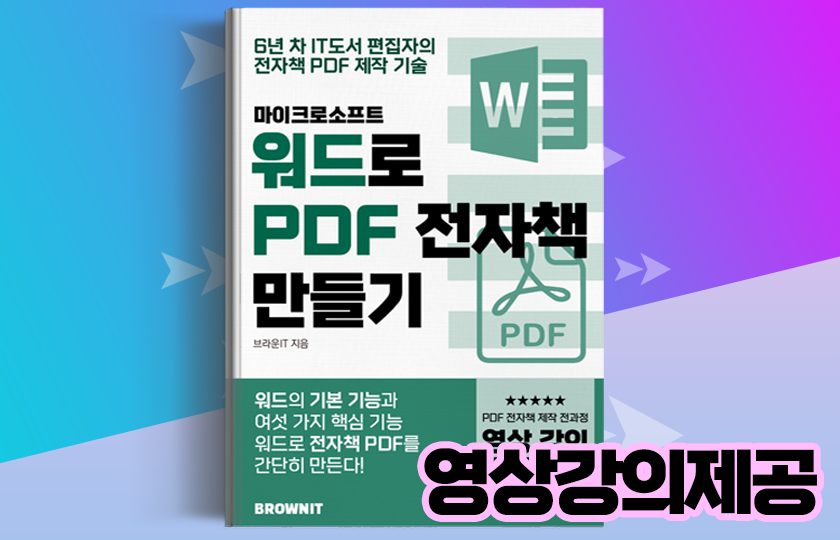 6년 차 IT도서 편집자의
전자책 PDF 제작 기술
W
마이크로소프트
워드로
PDF 전자책
만들기
PDF
브라운IT 지음
워드의 기본 기능과
여섯 가지 핵심 기능
워드로 전자책 PDF를
간단히 만든다!
★★★★★
PDF 전자책 제작 전과정
영상 강의
영상강의제공
BROWNIT